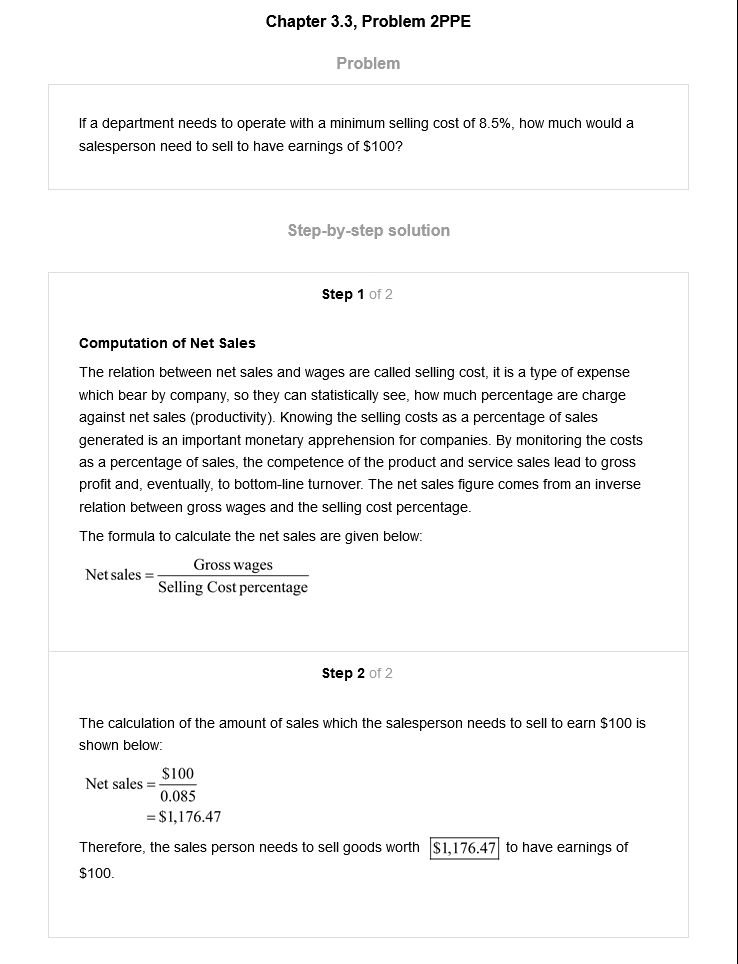 Chapter 3.3, Problem 2PPE
Problem
If a department needs to operate with a minimum selling cost of 8.5%, how much would a
salesperson need to sell to have earnings of $100?
Step-by-step solution
Step 1 of 2
Computation of Net Sales
The relation between net sales and wages are called selling cost, it is a type of expense
which bear by company, so they can statistically see, how much percentage are charge
against net sales (productivity). Knowing the selling costs as a percentage of sales
generated is an important monetary apprehension for companies. By monitoring the costs
as a percentage of sales, the competence of the product and service sales lead to gross
profit and, eventually, to bottom-line turnover. The net sales figure comes from an inverse
relation between gross wages and the selling cost percentage.
The formula to calculate the net sales are given below:
Gross wages
Net sales =
Selling Cost percentage
Step 2 of 2
The calculation of the amount of sales which the salesperson needs to sell to earn $100 is
shown below:
$100
Net sales =
0.085
= $1,176.47
Therefore, the sales person needs to sell goods worth $1,176.47 to have earnings of
$100.